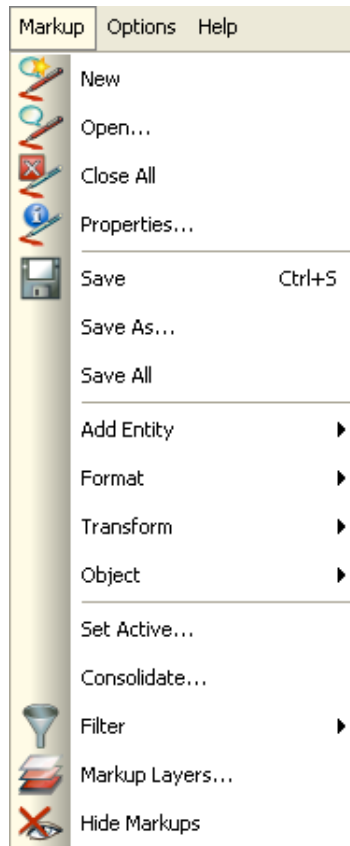 Markup Options Help
New
Open...
Close All
Properties...
Save Ctrl+S
Save As...
Save All
Add Entity
Format
Transform
Object
Set Active...
Consolidate...
Filter
Markup Layers...
Hide Markups